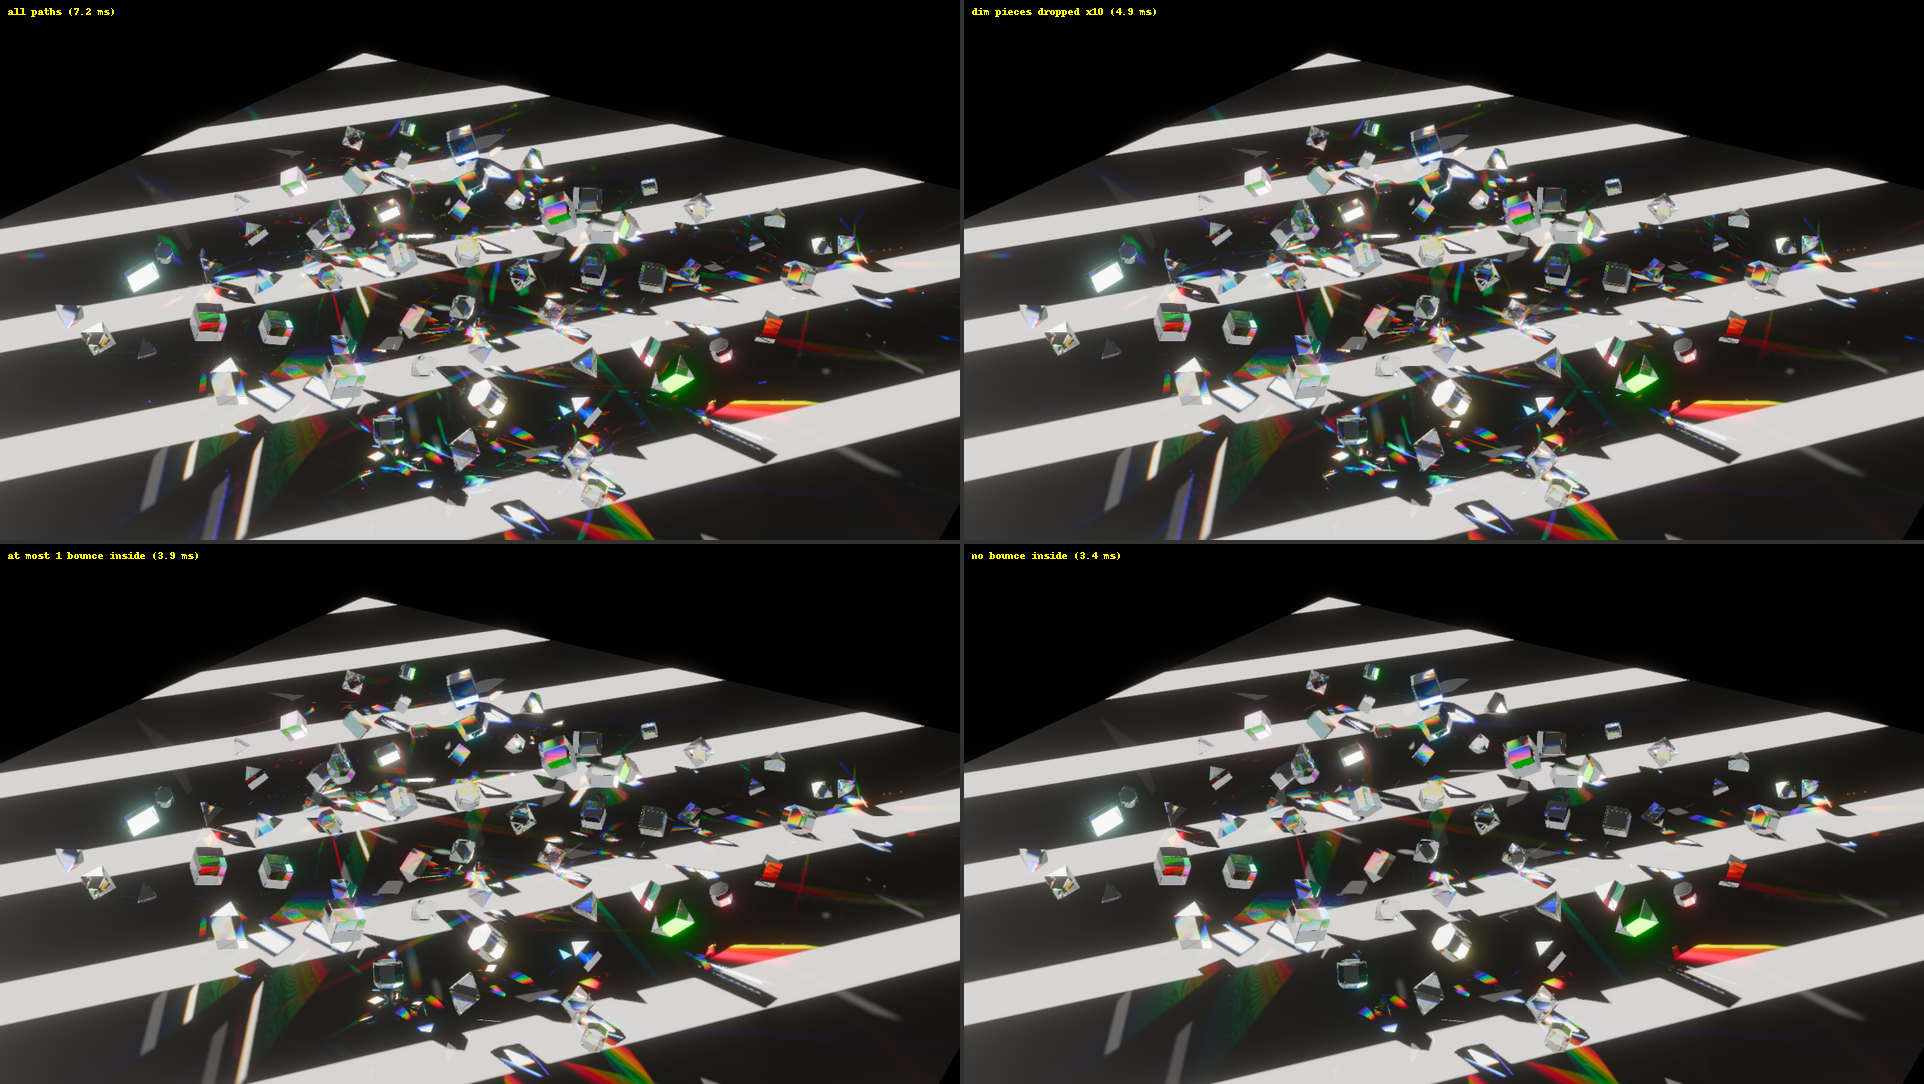 all paths (7.2 ms)
dim pieces dropped x10 (4.9 ms)
at most 1 bounce inside (3.9 ms)
no bounce inside (3.4 ms)